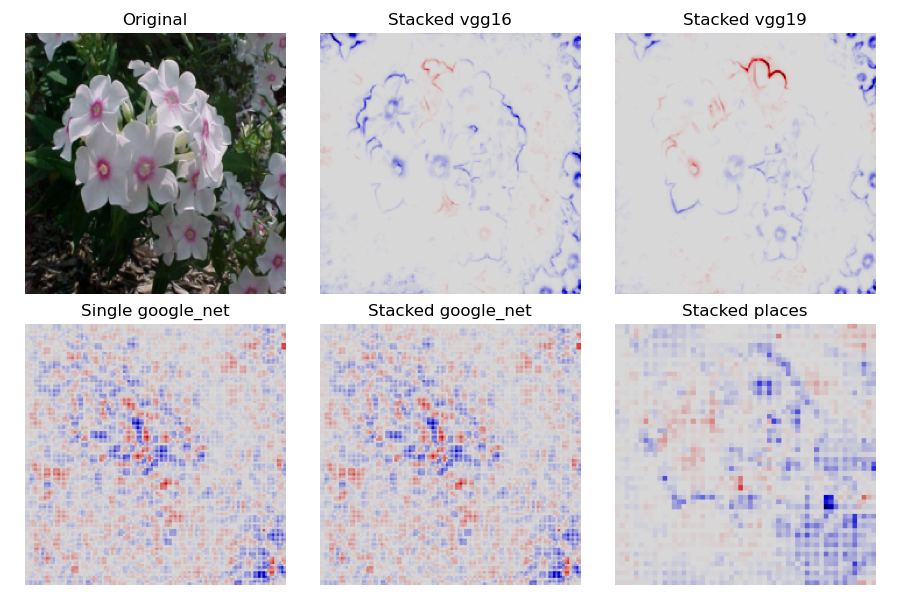 Original
Stacked vgg16
Stacked vgg19
Single google_net
Stacked google_net
Stacked places